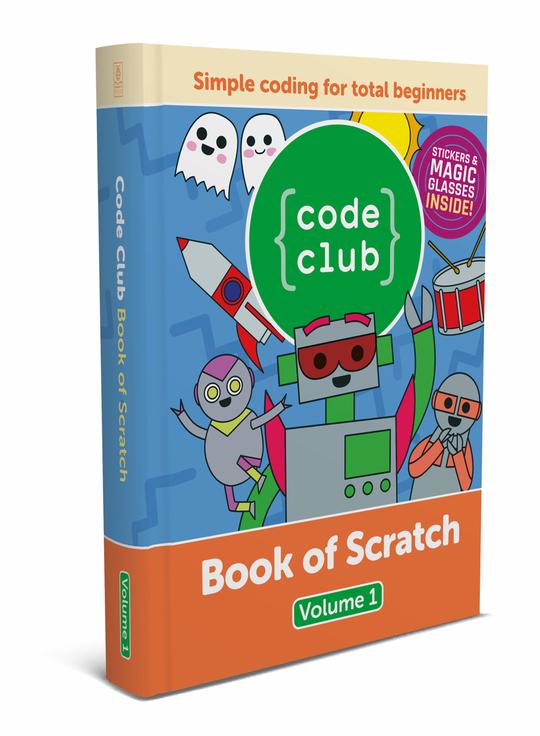 Simple coding for total beginners
STICKERS &
MAGIC
GLASSES
INSIDE!
{code
club}
Book of Scratch
Volume 1
Code Club Book of Scratch
Volume 1